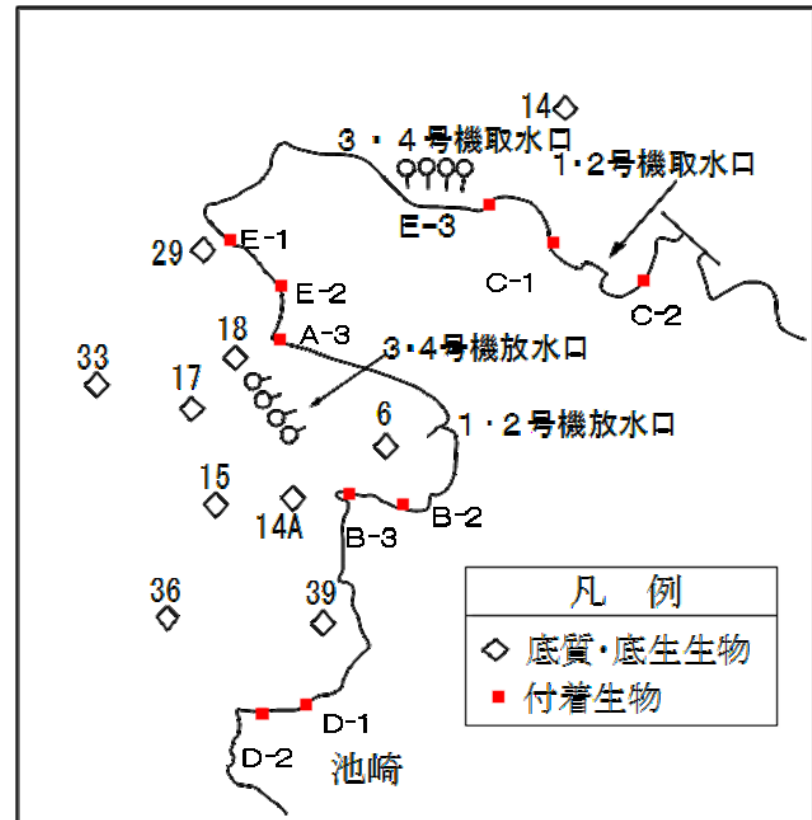 14
3・4号機取水口
1・2号機取水口
E-3
E-1
29
C-1
E-2
C-2
A-3
18
3・4号機放水口
33
17
6
1・2号機放水口
15
14A
B-2
B-3
36
39
凡 例
底質・底生生物
付着生物
D-1
D-2
池崎